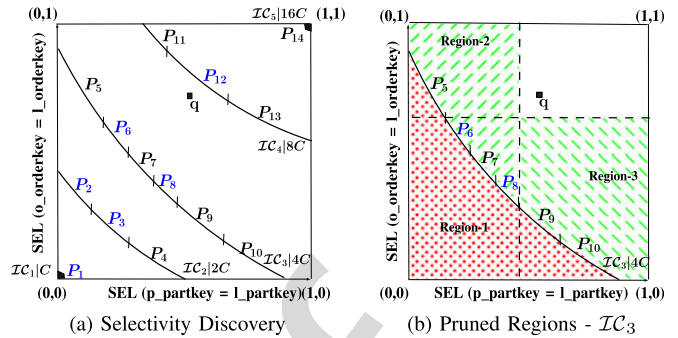 (0,1)
IC₅|16C
(1,1)
P₁₄
P₁₁
P₁₂
q
P₅
P₆
P₁₃
P₇
IC₄|8C
P₈
P₂
P₃
P₉
P₄
P₁₀
IC₃|4C
IC₁|C
P₁
IC₂|2C
SEL (o_orderkey = l_orderkey)
(0,0)
SEL (p_partkey = l_partkey)
(1,0)
(a) Selectivity Discovery
(0,1)
(1,1)
Region-2
P₅
q
P₆
P₇
P₈
Region-3
P₉
Region-1
P₁₀
IC₃|4C
SEL (o_orderkey = l_orderkey)
(0,0)
SEL (p_partkey = l_partkey)
(1,0)
(b) Pruned Regions - IC₃